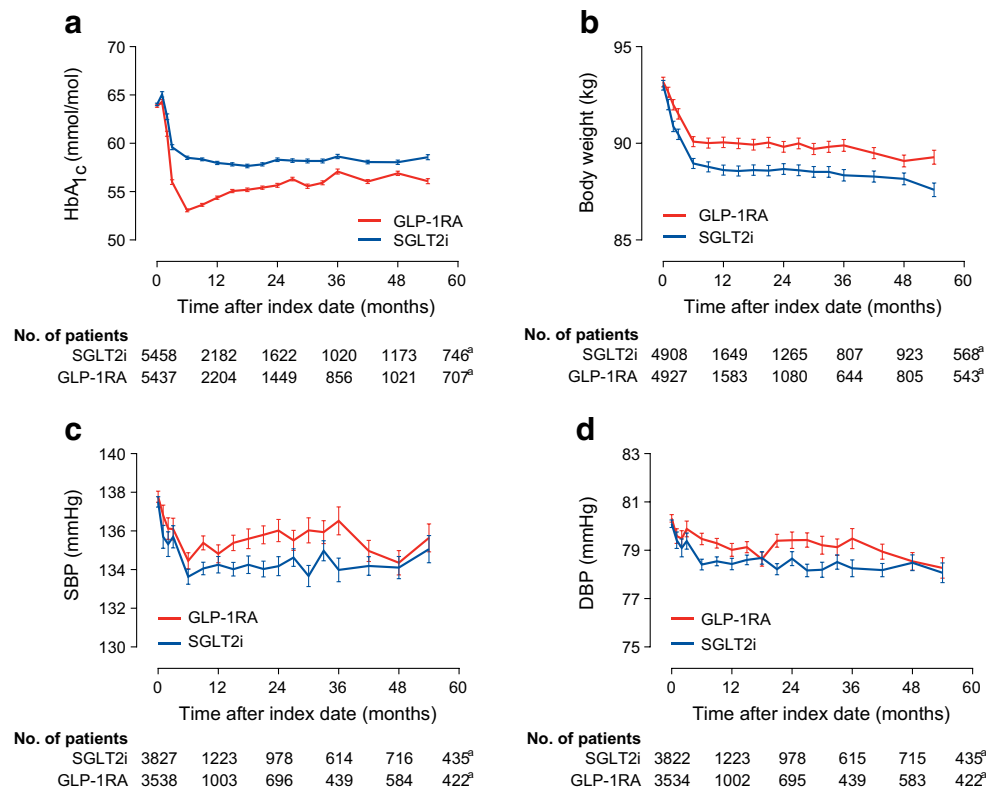 a
70
65
60
55
50
HbA1c (mmol/mol)
GLP-1RA
SGLT2i
0 12 24 36 48 60
Time after index date (months)
No. of patients
SGLT2i 5458 2182 1622 1020 1173 746a
GLP-1RA 5437 2204 1449 856 1021 707a
b
95
90
85
Body weight (kg)
GLP-1RA
SGLT2i
0 12 24 36 48 60
Time after index date (months)
No. of patients
SGLT2i 4908 1649 1265 807 923 568a
GLP-1RA 4927 1583 1080 644 805 543a
c
140
138
136
134
132
130
SBP (mmHg)
GLP-1RA
SGLT2i
0 12 24 36 48 60
Time after index date (months)
No. of patients
SGLT2i 3827 1223 978 614 716 435a
GLP-1RA 3538 1003 696 439 584 422a
d
83
81
79
77
75
DBP (mmHg)
GLP-1RA
SGLT2i
0 12 24 36 48 60
Time after index date (months)
No. of patients
SGLT2i 3822 1223 978 615 715 435a
GLP-1RA 3534 1002 695 439 583 422a